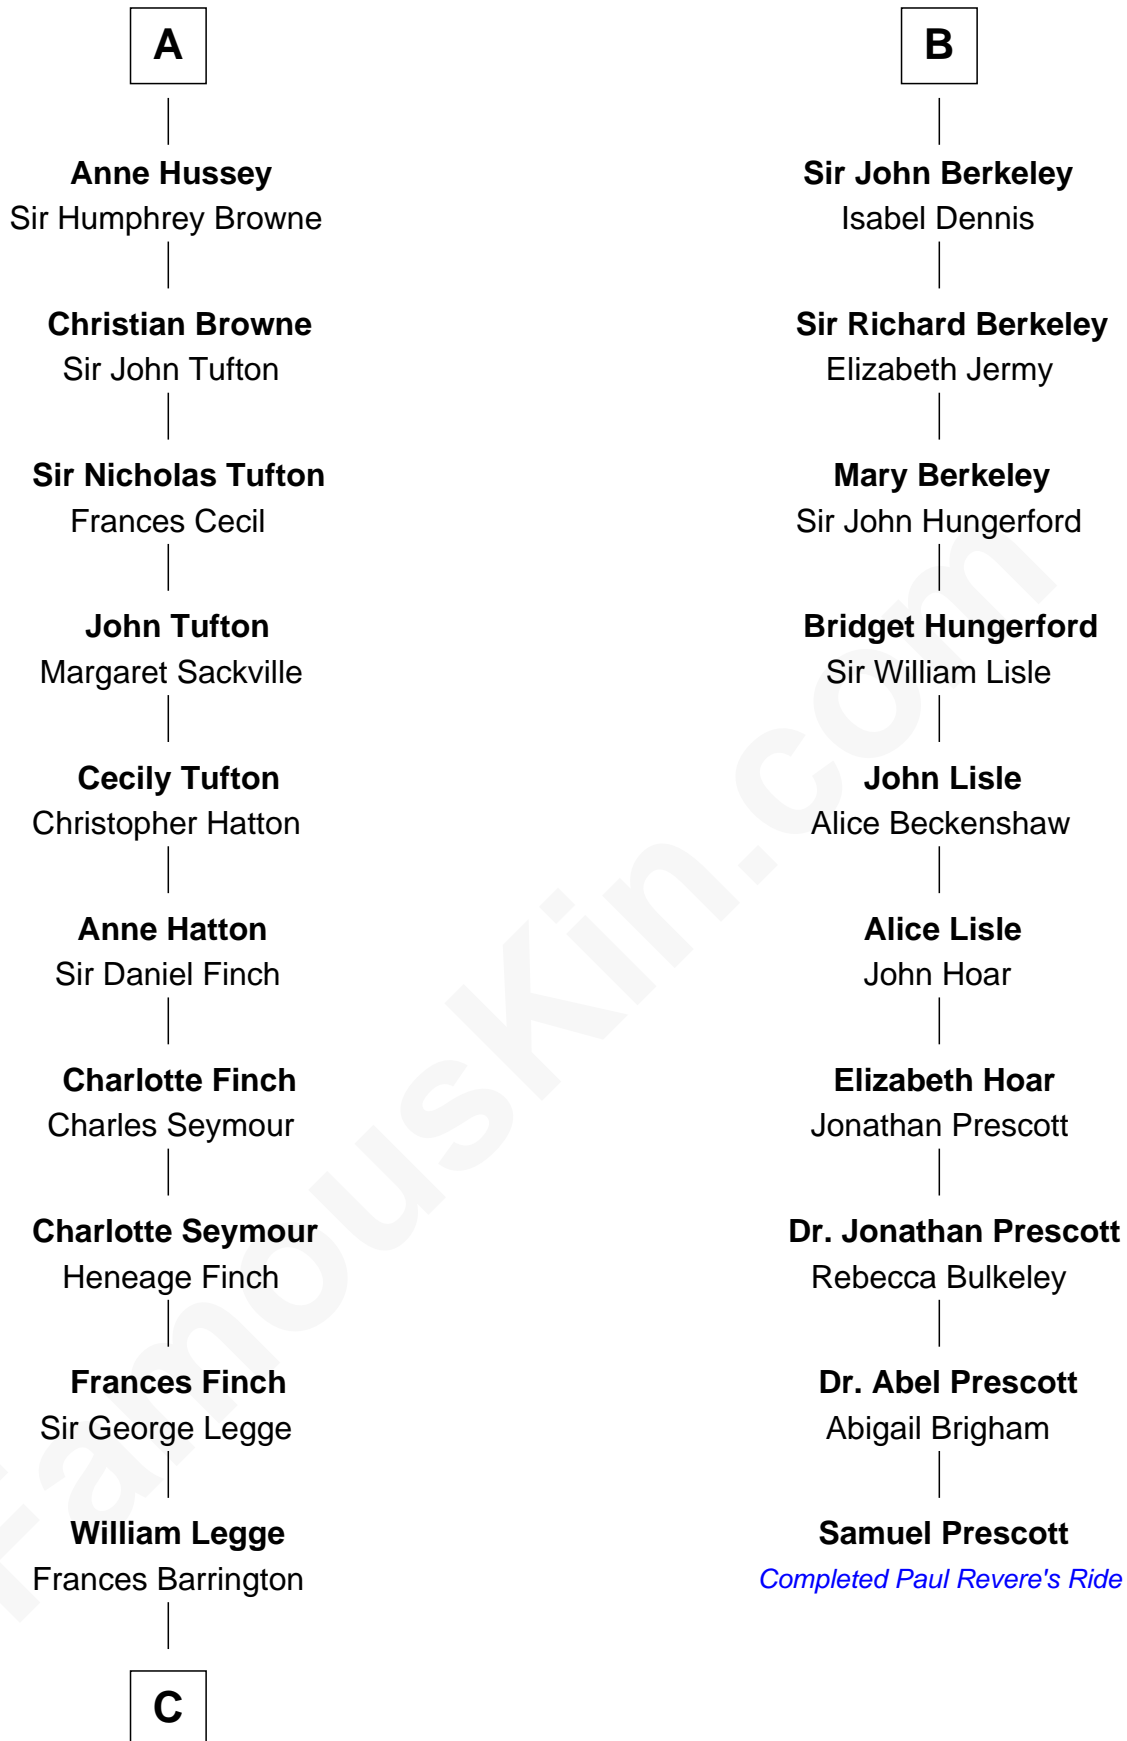 A
Anne Hussey
Sir Humphrey Browne
Christian Browne
Sir John Tufton
Sir Nicholas Tufton
Frances Cecil
John Tufton
Margaret Sackville
Cecily Tufton
Christopher Hatton
Anne Hatton
Sir Daniel Finch
Charlotte Finch
Charles Seymour
Charlotte Seymour
Heneage Finch
Frances Finch
Sir George Legge
William Legge
Frances Barrington
C
B
Sir John Berkeley
Isabel Dennis
Sir Richard Berkeley
Elizabeth Jermy
Mary Berkeley
Sir John Hungerford
Bridget Hungerford
Sir William Lisle
John Lisle
Alice Beckenshaw
Alice Lisle
John Hoar
Elizabeth Hoar
Jonathan Prescott
Dr. Jonathan Prescott
Rebecca Bulkeley
Dr. Abel Prescott
Abigail Brigham
Samuel Prescott
Completed Paul Revere's Ride
FamousKin.com